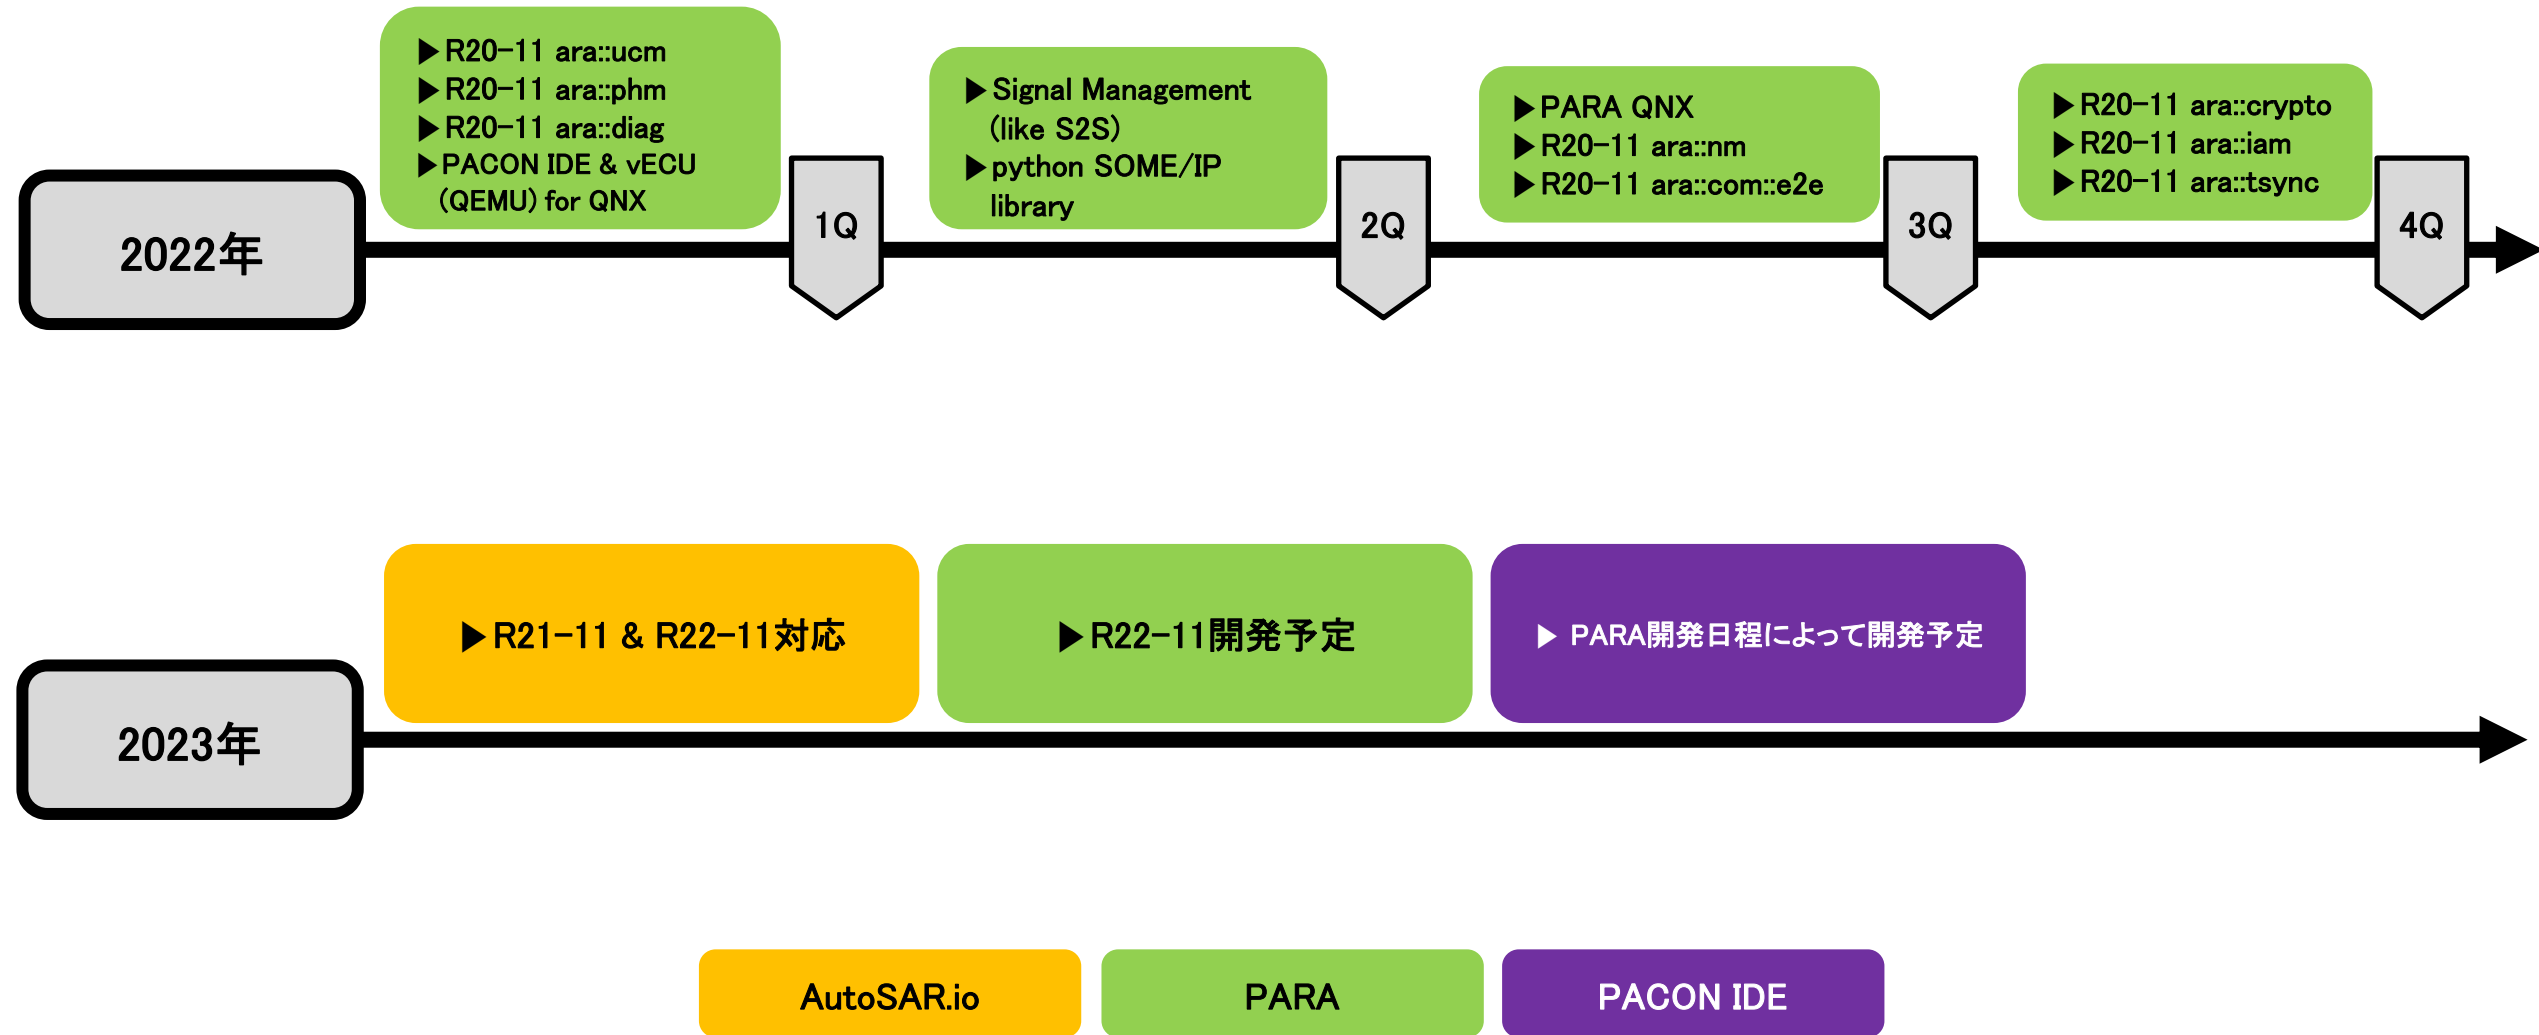 ▶R20-11 ara::ucm
▶R20-11 ara::phm
▶R20-11 ara::diag
▶PACON IDE & vECU
(QEMU) for QNX
▶Signal Management
(like S2S)
▶python SOME/IP
library
▶PARA QNX
▶R20-11 ara::nm
▶R20-11 ara::com::e2e
▶R20-11 ara::crypto
▶R20-11 ara::iam
▶R20-11 ara::tsync
2022年
1Q
2Q
3Q
4Q
▶R21-11 & R22-11対応
▶R22-11開発予定
▶ PARA開発日程によって開発予定
2023年
AutoSAR.io
PARA
PACON IDE